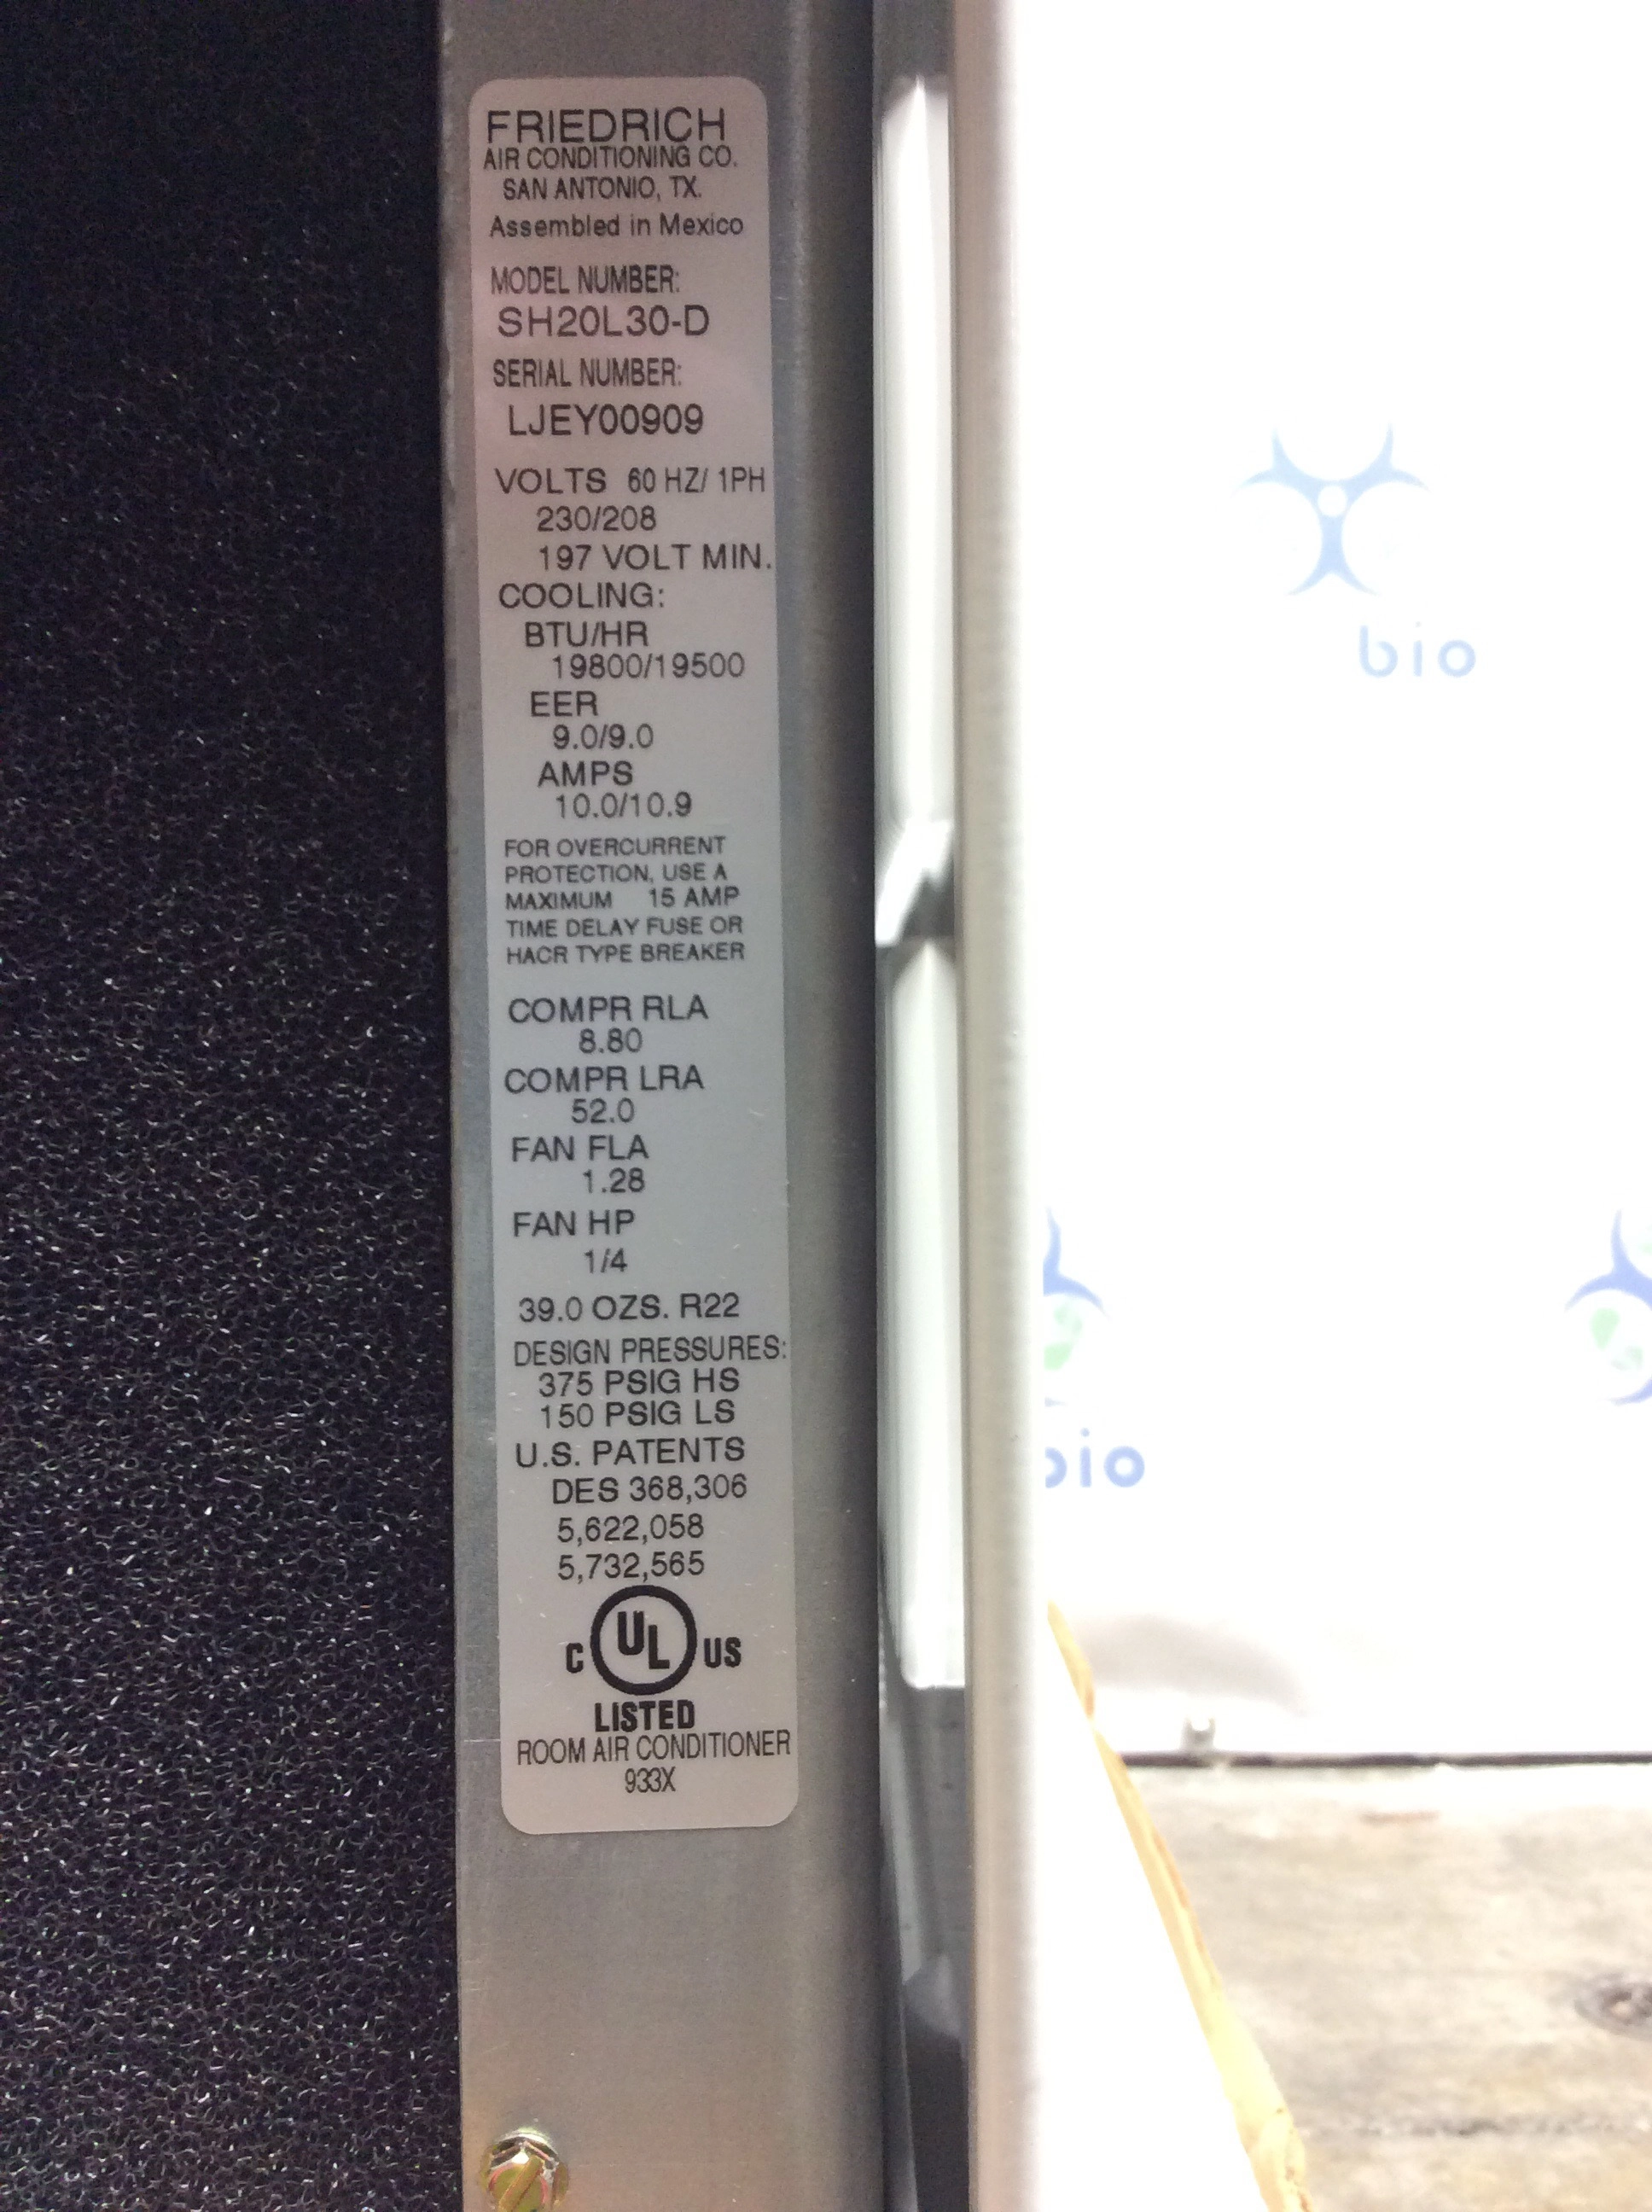 FRIEDRICH
AIR CONDITIONING CO.
SAN ANTONIO, TX.
Assembled in Mexico
MODEL NUMBER:
SH20L30-D
SERIAL NUMBER:
LJEY00909
VOLTS 60 HZ/ 1PH
230/208
197 VOLT MIN.
COOLING:
BTU/HR
19800/19500
EER
9.0/9.0
AMPS
10.0/10.9
FOR OVERCURRENT
PROTECTION, USE A
MAXIMUM 15 AMP
TIME DELAY FUSE OR
HACR TYPE BREAKER
COMPR RLA
8.80
COMPR LRA
52.0
FAN FLA
1.28
FAN HP
1/4
39.0 OZS. R22
DESIGN PRESSURES:
375 PSIG HS
150 PSIG LS
U.S. PATENTS
DES 368,306
5,622,058
5,732,565
C UL US
LISTED
ROOM AIR CONDITIONER
933X
bio
bio